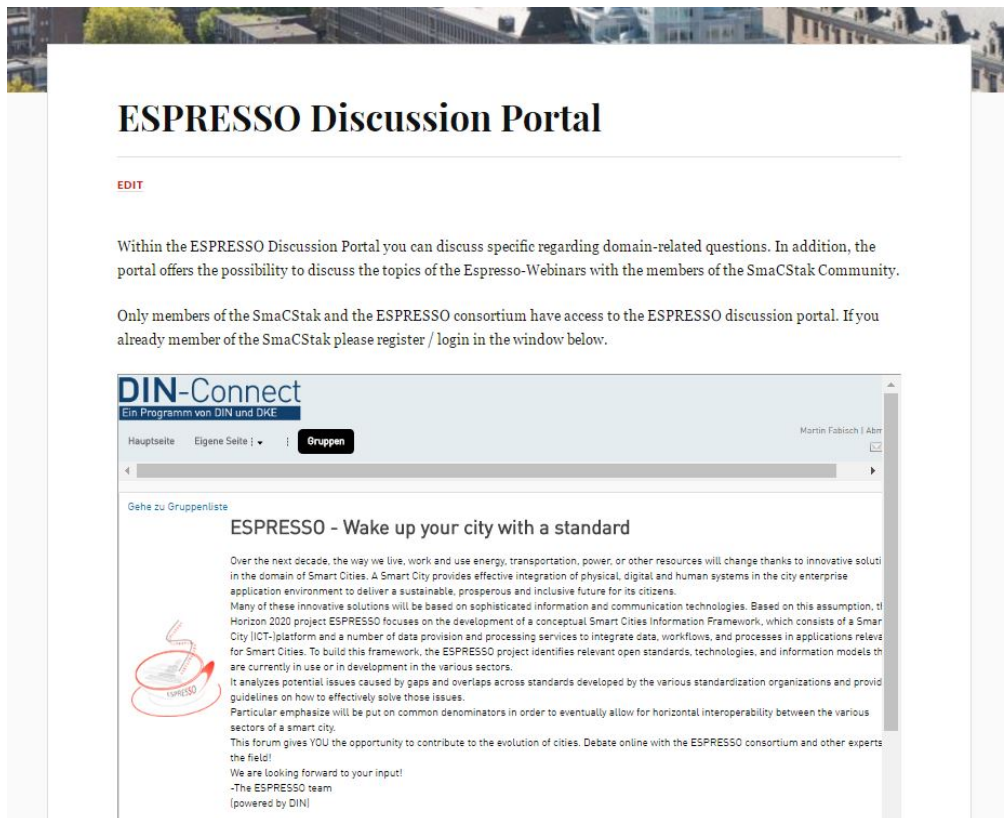 ESPRESSO Discussion Portal
EDIT
Within the ESPRESSO Discussion Portal you can discuss specific regarding domain-related questions. In addition, the
portal offers the possibility to discuss the topics of the Espresso-Webinars with the members of the SmaCStak Community.
Only members of the SmaCStak and the ESPRESSO consortium have access to the ESPRESSO discussion portal. If you
already member of the SmaCStak please register / login in the window below.
DIN-Connect
Ein Programm von DIN und DKE
Hauptseite Eigene Seite Gruppen
Martin Fabisch |
Gehe zu Gruppenliste
ESPRESSO - Wake up your city with a standard
Over the next decade, the way we live, work and use energy, transportation, power, or other resources will change thanks to innovative soluti
in the domain of Smart Cities. A Smart City provides effective integration of physical, digital and human systems in the city enterprise
application environment to deliver a sustainable, prosperous and inclusive future for its citizens.
Many of these innovative solutions will be based on sophisticated information and communication technologies. Based on this assumption, th
Horizon 2020 project ESPRESSO focuses on the development of a conceptual Smart Cities Information Framework, which consists of a Smar
City (ICT-)platform and a number of data provision and processing services to integrate data, workflows, and processes in applications releva
for Smart Cities. To build this framework, the ESPRESSO project identifies relevant open standards, technologies, and information models th
are currently in use or in development in the various sectors.
It analyzes potential issues caused by gaps and overlaps across standards developed by the various standardization organizations and provid
guidelines on how to effectively solve those issues.
Particular emphasize will be put on common denominators in order to eventually allow for horizontal interoperability between the various
sectors of a smart city.
This forum gives YOU the opportunity to contribute to the evolution of cities. Debate online with the ESPRESSO consortium and other experts
the field!
We are looking forward to your input!
-The ESPRESSO team
(powered by DIN)
ESPRESSO